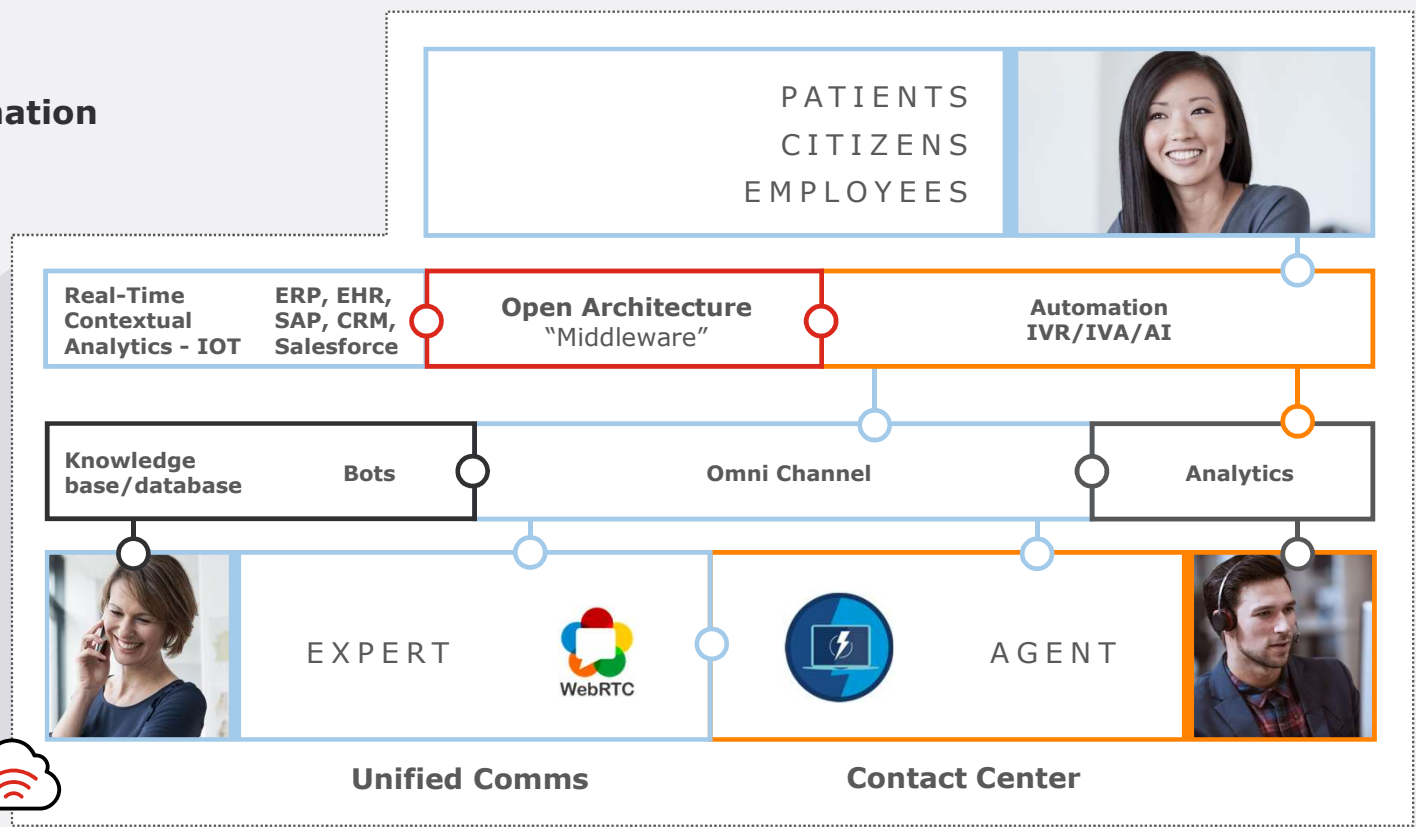 PATIENTS
CITIZENS
EMPLOYEES
Real-Time
Contextual
Analytics - IOT
ERP, EHR,
SAP, CRM,
Salesforce
Open Architecture
“Middleware”
Automation
IVR/IVA/AI
Knowledge
base/database
Bots
Omni Channel
Analytics
EXPERT
WebRTC
AGENT
Unified Comms
Contact Center